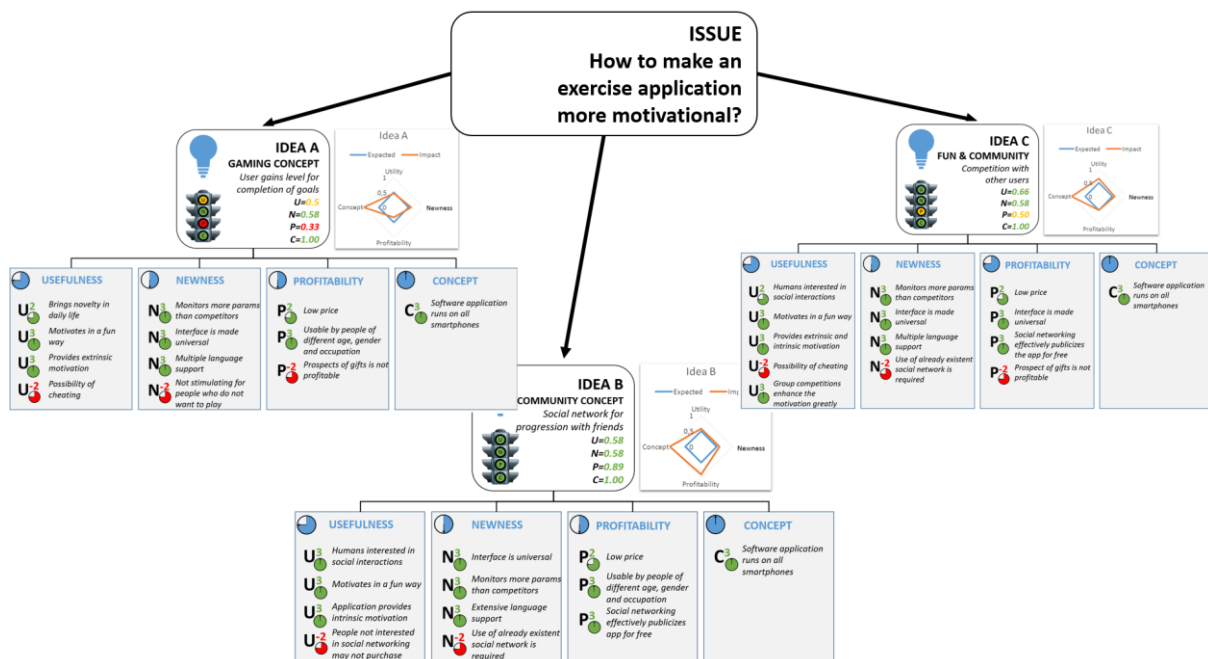 ISSUE
How to make an
exercise application
more motivational?
IDEA A
GAMING CONCEPT
User gains level for
completion of goals
U=0.5
N=0.58
P=0.33
C=1.00
Idea A
Expected Impact
Utility
1
0,5
Concept 0 Newness
Profitability
USEFULNESS
U2 Brings novelty in
daily life
U3 Motivates in a fun
way
U3 Provides extrinsic
motivation
U-2 Possibility of
cheating
NEWNESS
N3 Monitors more params
than competitors
N3 Interface is made
universal
N3 Multiple language
support
N-2 Not stimulating for
people who do not
want to play
PROFITABILITY
P2 Low price
P3 Usable by people of
different age, gender
and occupation
P-2 Prospects of gifts is not
profitable
CONCEPT
C3 Software application
runs on all
smartphones
IDEA B
COMMUNITY CONCEPT
Social network for
progression with friends
U=0.58
N=0.58
P=0.89
C=1.00
Idea B
Expected
Utility
1
0,5
Concept 0 Newness
Profitability
USEFULNESS
U3 Humans interested in
social interactions
U3 Motivates in a fun way
U3 Application provides
intrinsic motivation
U-2 People not interested
in social networking
may not purchase
NEWNESS
N3 Interface is universal
N3 Monitors more params
than competitors
N3 Extensive language
support
N-2 Use of already existent
social network is
required
PROFITABILITY
P2 Low price
P3 Usable by people of
different age, gender
and occupation
P3 Social networking
effectively publicizes
app for free
CONCEPT
C3 Software application
runs on all
smartphones
IDEA C
FUN & COMMUNITY
Competition with
other users
U=0.66
N=0.58
P=0.50
C=1.00
Idea C
Expected Impact
Utility
1
0,5
Concept 0 Newness
Profitability
USEFULNESS
U2 Humans interested in
social interactions
U3 Motivates in a fun way
U3 Provides extrinsic and
intrinsic motivation
U-2 Possibility of cheating
U3 Group competitions
enhance the
motivation greatly
NEWNESS
N3 Monitors more params
than competitors
N3 Interface is made
universal
N3 Multiple language
support
N-2 Use of already existent
social network is
required
PROFITABILITY
P2 Low price
P3 Interface is made
universal
P3 Social networking
effectively publicizes
the app for free
P-2 Prospect of gifts is not
profitable
CONCEPT
C3 Software application
runs on all
smartphones